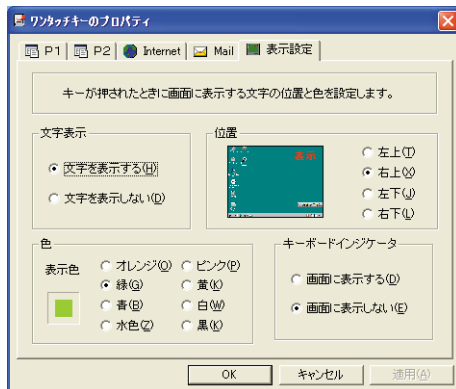 ワンタッチキーのプロパティ
P1 P2 Internet Mail 表示設定
キーが押されたときに画面に表示する文字の位置と色を設定します。
文字表示
文字を表示する(H)
文字を表示しない(D)
位置
表示
左上(T)
右上(X)
左下(J)
右下(L)
色
表示色
オレンジ(O) ピンク(P)
緑(G) 黄(K)
青(B) 白(W)
水色(Z) 黒(K)
キーボードインジケータ
画面に表示する(D)
画面に表示しない(E)
OK キャンセル 適用(A)